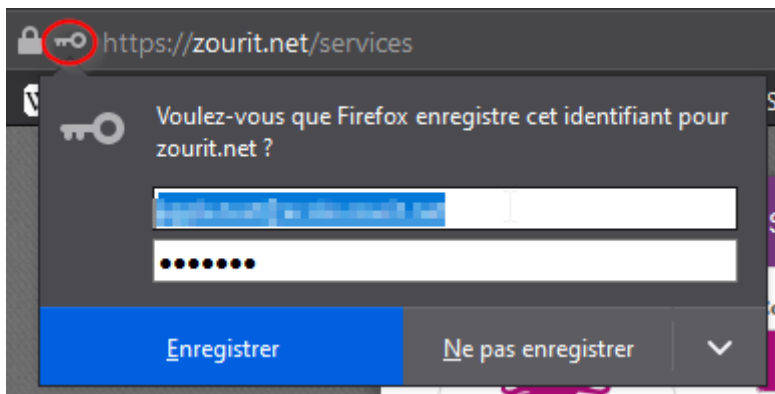 https://zourit.net/services
Voulez-vous que Firefox enregistre cet identifiant pour
zourit.net ?
•••••••
Enregistrer
Ne pas enregistrer